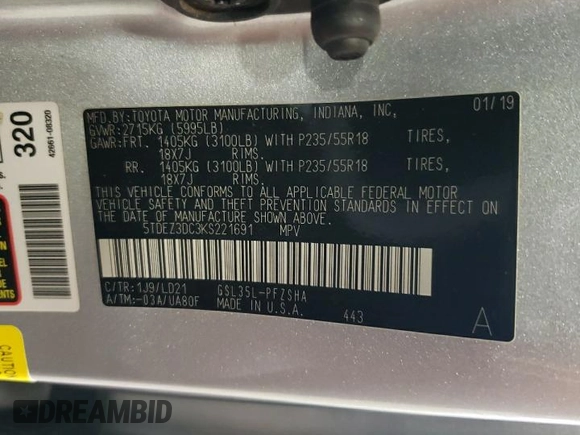 MFD. BY: TOYOTA MOTOR MANUFACTURING, INDIANA, INC. 01/19
GVWR: 2715KG (5995LB)
GAWR: FRT. 1405KG (3100LB) WITH P235/55R18 TIRES,
18X7J RIMS.
RR. 1405KG (3100LB) WITH P235/55R18 TIRES,
18X7J RIMS.
THIS VEHICLE CONFORMS TO ALL APPLICABLE FEDERAL MOTOR
VEHICLE SAFETY AND THEFT PREVENTION STANDARDS IN EFFECT ON
THE DATE OF MANUFACTURE SHOWN ABOVE.
5TDEZ3DC3KS221691 MPV
C/TR: 1J9/LD21 GSL35L-PFZSHA
A/TM: -03A/UA80F MADE IN U.S.A.
443 A
320
42661-08320
CAUTIO
DREAMBID